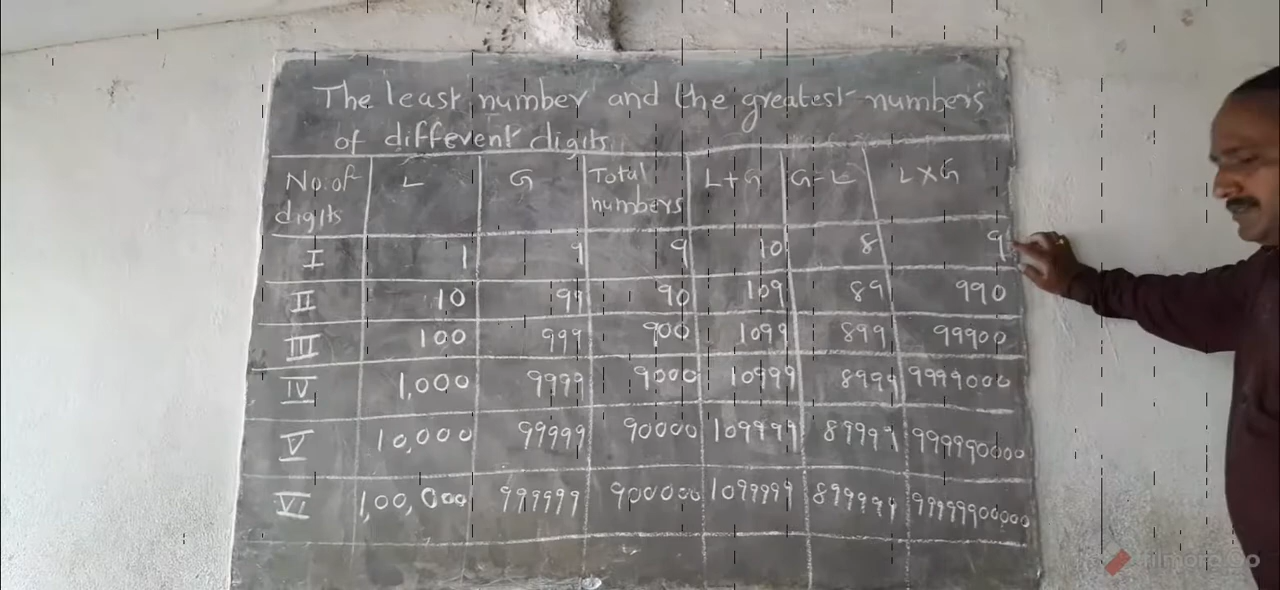 The least number and the greatest numbers
of different digits.
No. of digits L G Total numbers L+G G-L L×G
I 1 9 9 10 8 9
II 10 99 90 109 89 990
III 100 999 900 1099 899 99900
IV 1,000 9999 9000 10999 8999 9999000
V 10,000 99999 90000 109999 89999 999990000
VI 1,00,000 999999 900000 1099999 899999 99999900000
filmora Go